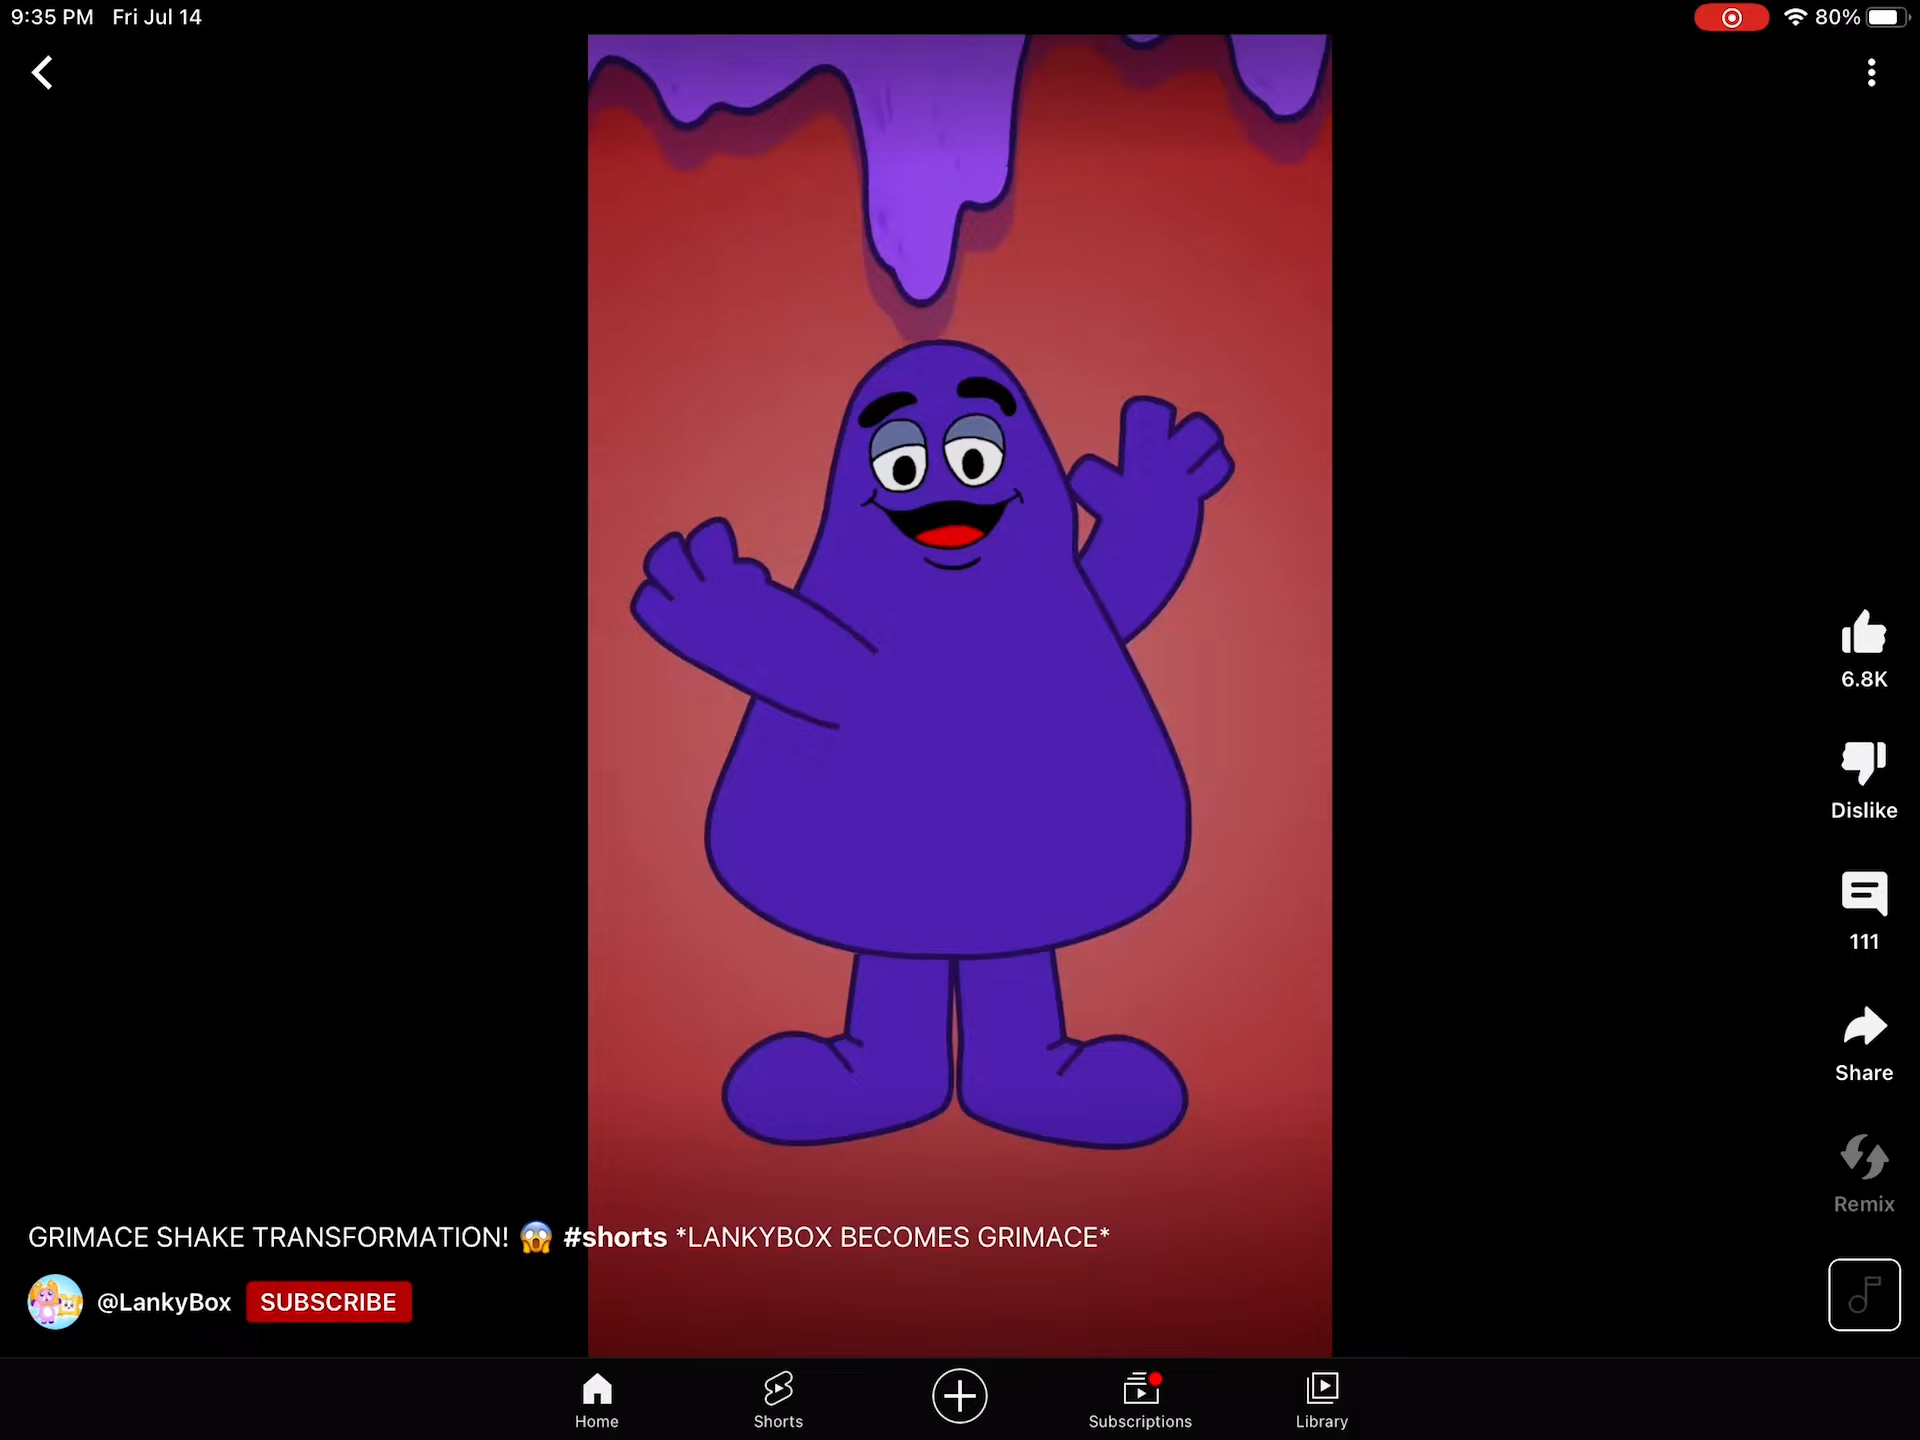 9:35 PM Fri Jul 14
80%
6.8K
Dislike
111
Share
Remix
GRIMACE SHAKE TRANSFORMATION! 😱 #shorts *LANKYBOX BECOMES GRIMACE*
@LankyBox SUBSCRIBE
Home Shorts Subscriptions Library